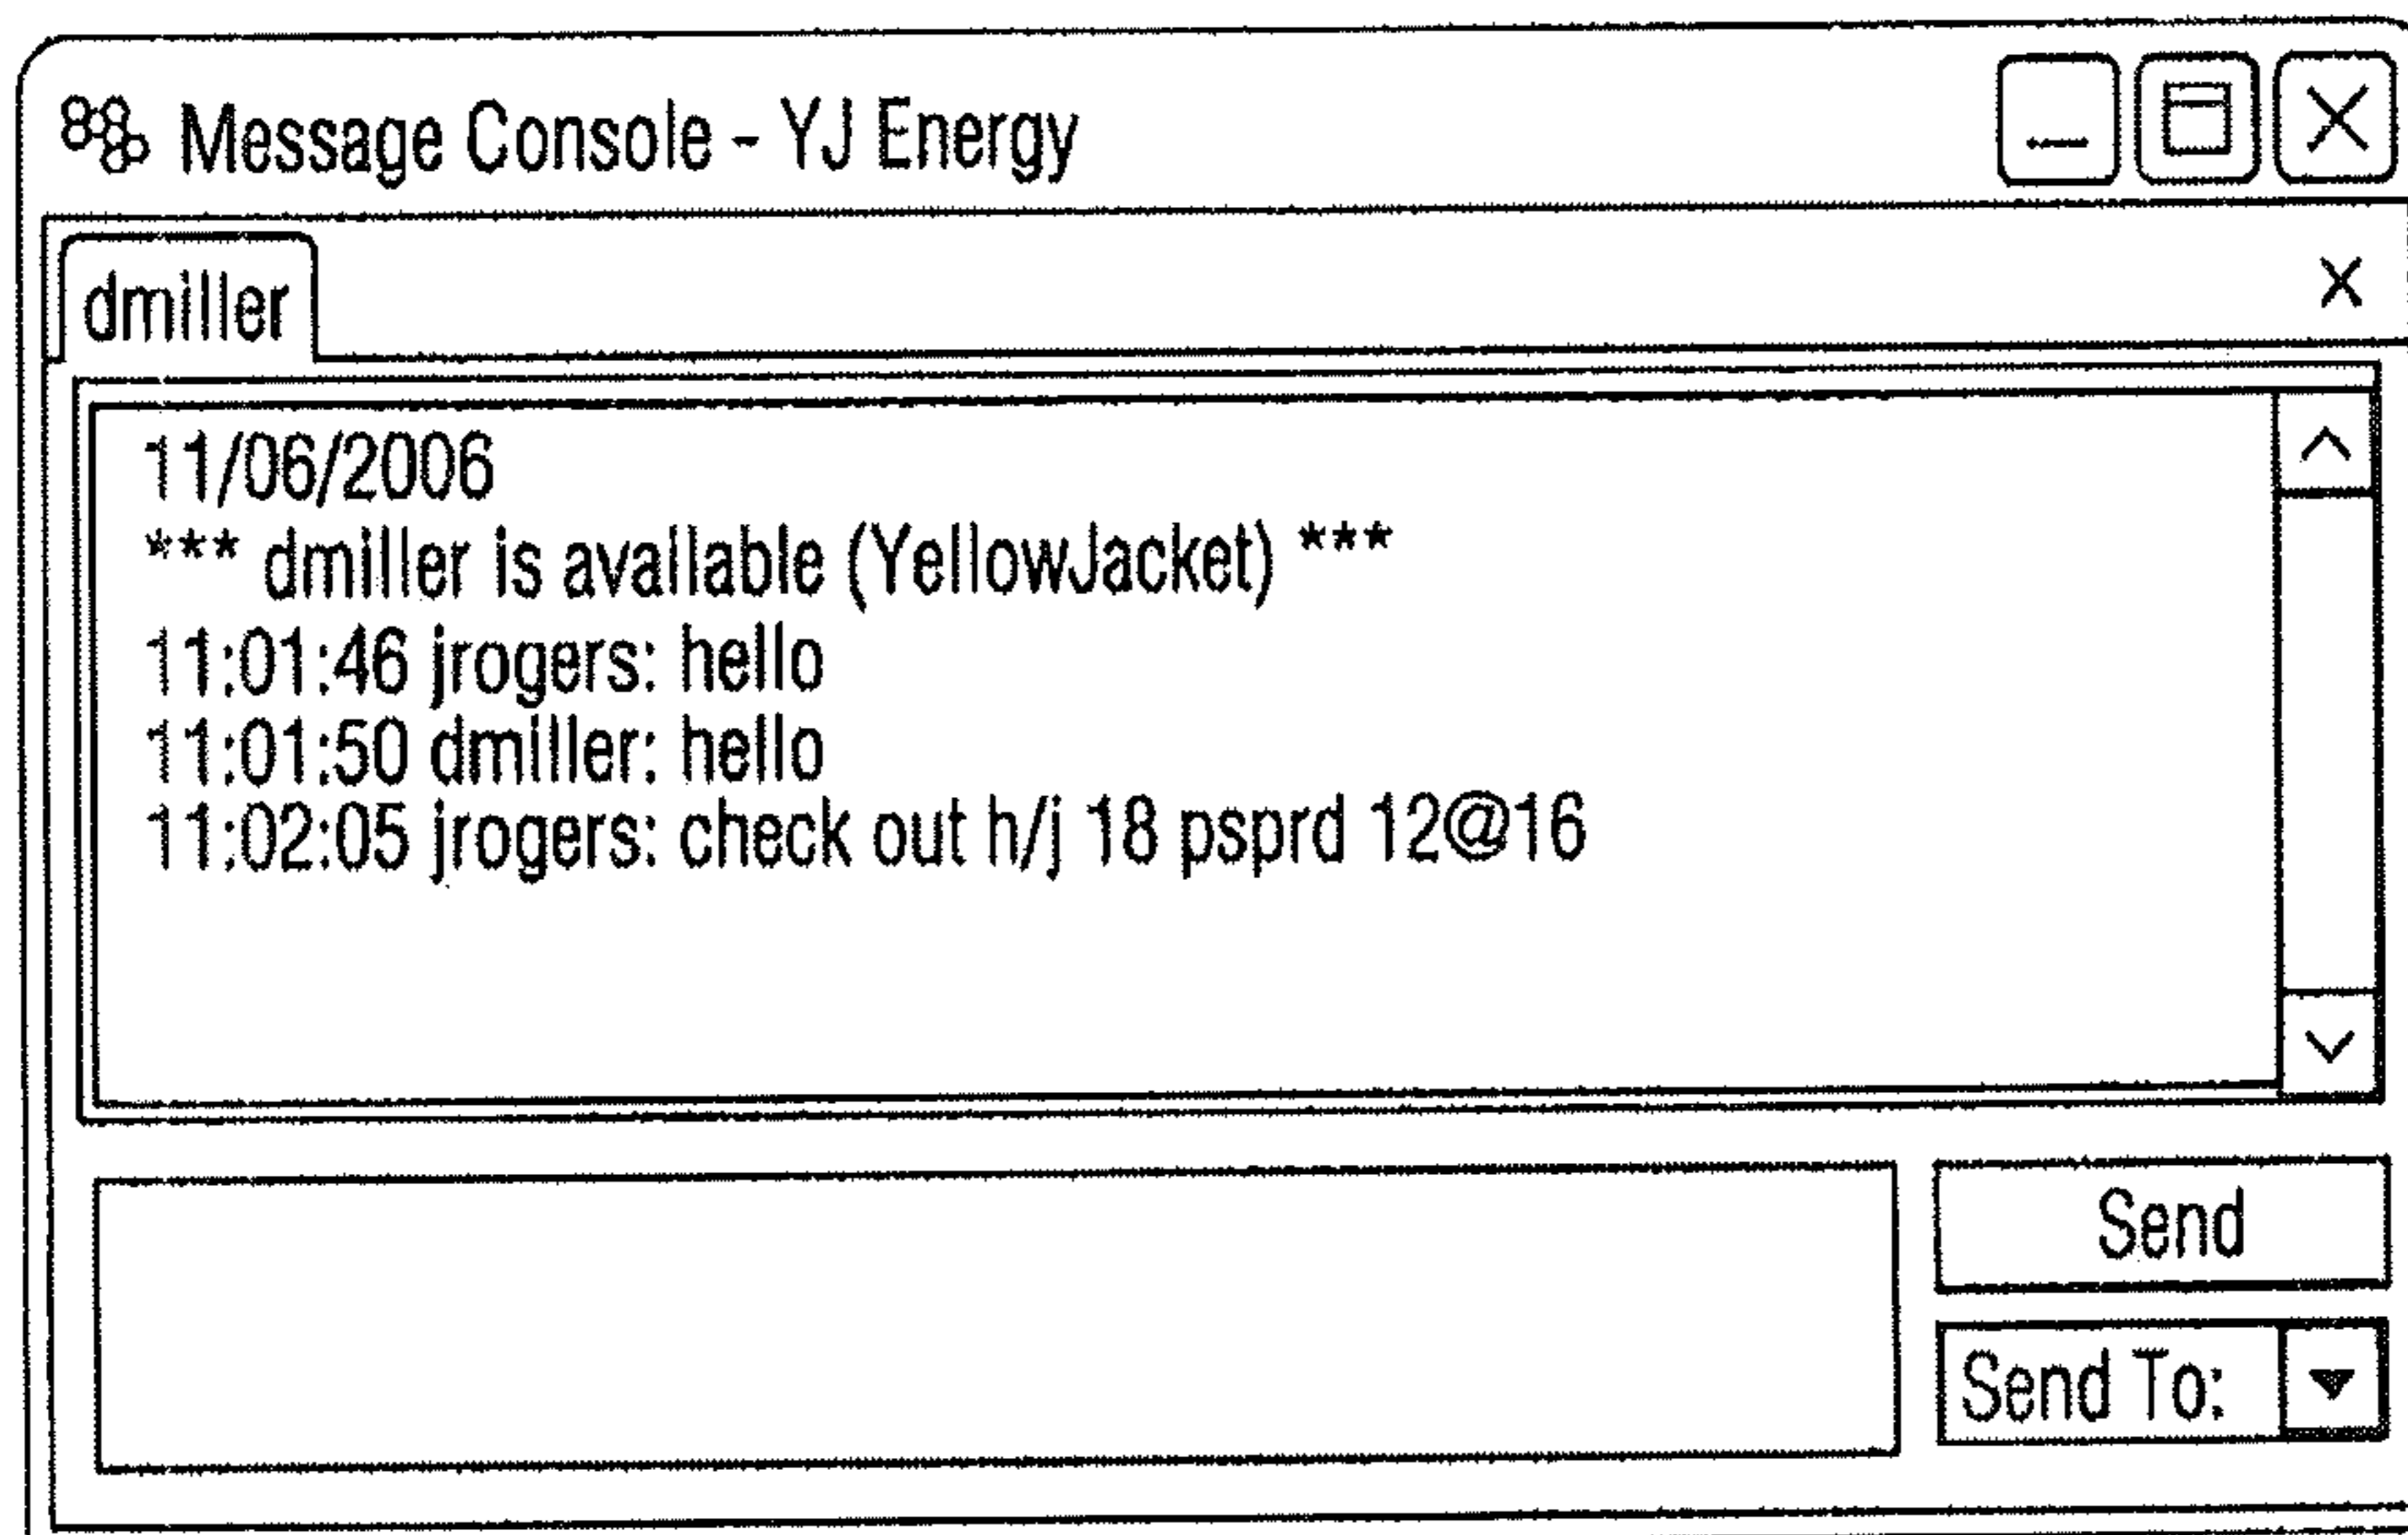 Message Console - YJ Energy
dmiller
11/06/2006
*** dmiller is available (YellowJacket) ***
11:01:46 jrogers: hello
11:01:50 dmiller: hello
11:02:05 jrogers: check out h/j 18 psprd 12@16
Send
Send To: